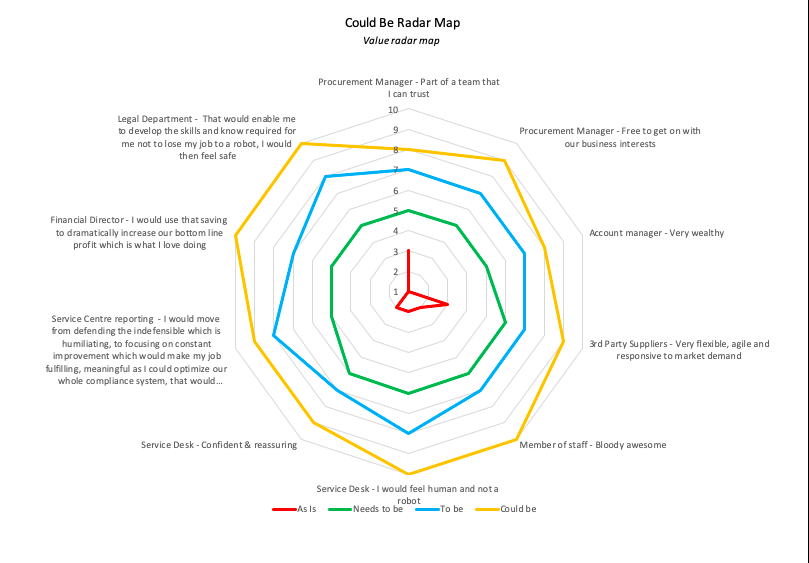 Could Be Radar Map
Value radar map
Procurement Manager - Part of a team that
I can trust
Procurement Manager - Free to get on with
our business interests
Account manager - Very wealthy
3rd Party Suppliers - Very flexible, agile and
responsive to market demand
Member of staff - Bloody awesome
Service Desk - I would feel human and not a
robot
Service Desk - Confident & reassuring
Service Centre reporting - I would move
from defending the indefensible which is
humiliating, to focusing on constant
improvement which would make my job
fulfilling, meaningful as I could optimize our
whole compliance system, that would...
Financial Director - I would use that saving
to dramatically increase our bottom line
profit which is what I love doing
Legal Department - That would enable me
to develop the skills and know required for
me not to lose my job to a robot, I would
then feel safe
10
9
8
7
6
5
4
3
2
1
As Is
Needs to be
To be
Could be